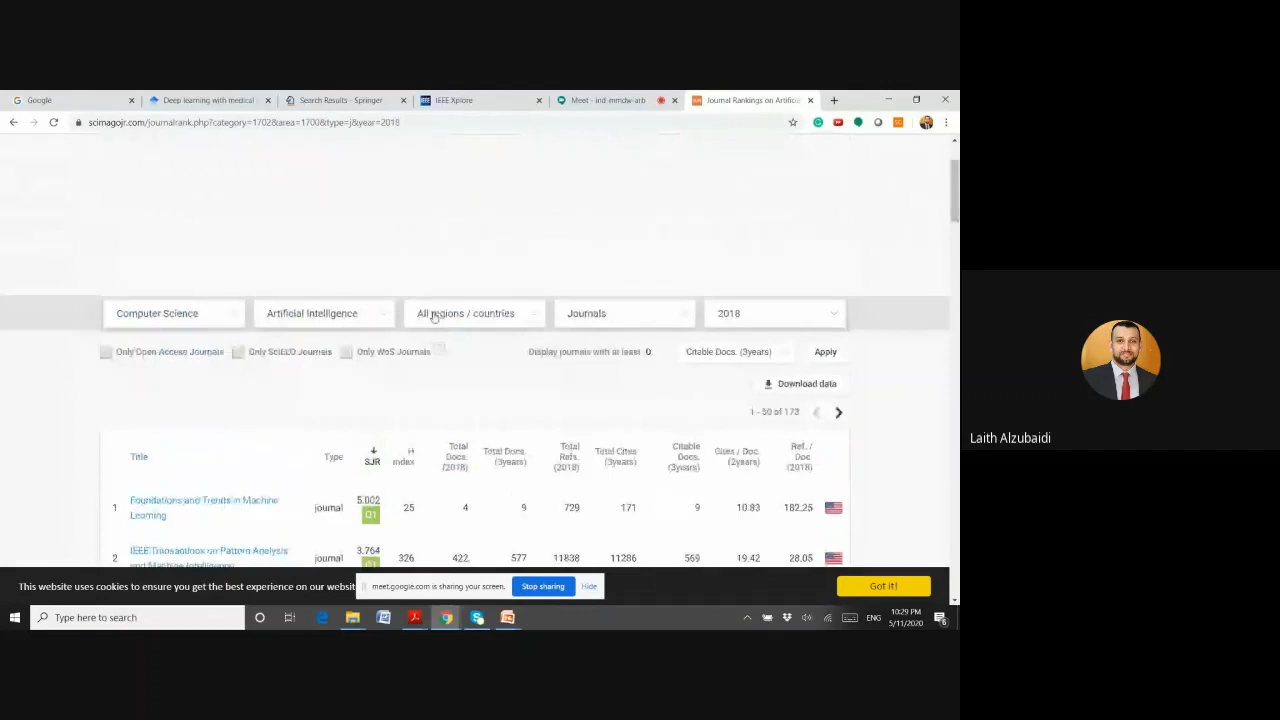 Google
Deep learning with medical
Search Results - Springer
IEEE Xplore
Meet - ind-mmdw-arb
Journal Rankings on Artificia
scimagojr.com/journalrank.php?category=1702&area=1700&type=j&year=2018
Computer Science
Artificial Intelligence
All regions / countries
Journals
2018
Only Open Access Journals
Only SciELO Journals
Only WoS Journals
Display journals with at least 0
Citable Docs. (3years)
Apply
Download data
1 - 50 of 173
Title
Type
SJR
H index
Total Docs. (2018)
Total Docs. (3years)
Total Refs. (2018)
Total Cites (3years)
Citable Docs. (3years)
Cites / Doc. (2years)
Ref. / Doc. (2018)
1 Foundations and Trends in Machine Learning journal 5.002 Q1 25 4 9 729 171 9 10.83 182.25
2 IEEE Transactions on Pattern Analysis and Machine Intelligence journal 3.764 Q1 326 422 577 11838 11286 569 19.42 28.05
This website uses cookies to ensure you get the best experience on our websit
meet.google.com is sharing your screen.
Stop sharing
Hide
Got it!
Type here to search
ENG
10:29 PM
5/11/2020
Laith Alzubaidi